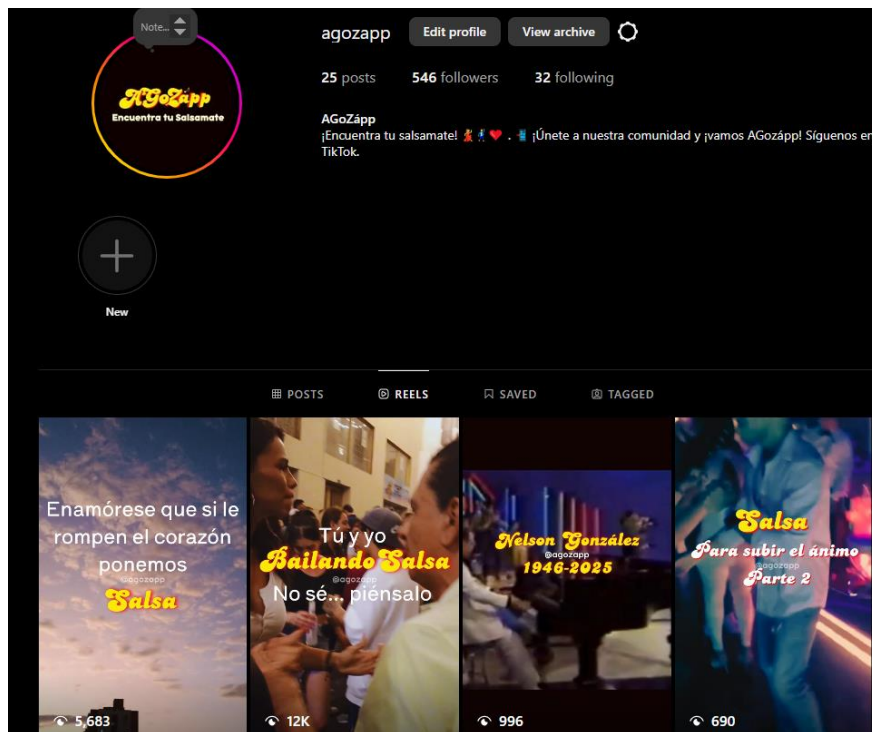 Note...
agozapp Edit profile View archive
25 posts 546 followers 32 following
AGoZápp
Encuentra tu Salsamate
AGoZápp
¡Encuentra tu salsamate! 💃🕺❤️ . 📲 ¡Únete a nuestra comunidad y ¡vamos AGozápp! Síguenos en
TikTok.
New
POSTS REELS SAVED TAGGED
Enamórese que si le
rompen el corazón
ponemos
@agozapp
Salsa
5,683
Tú y yo
Bailando Salsa
@agozapp
No sé... piénsalo
12K
Nelson González
@agozapp
1946-2025
996
Salsa
Para subir el ánimo
@agozapp
Parte 2
690